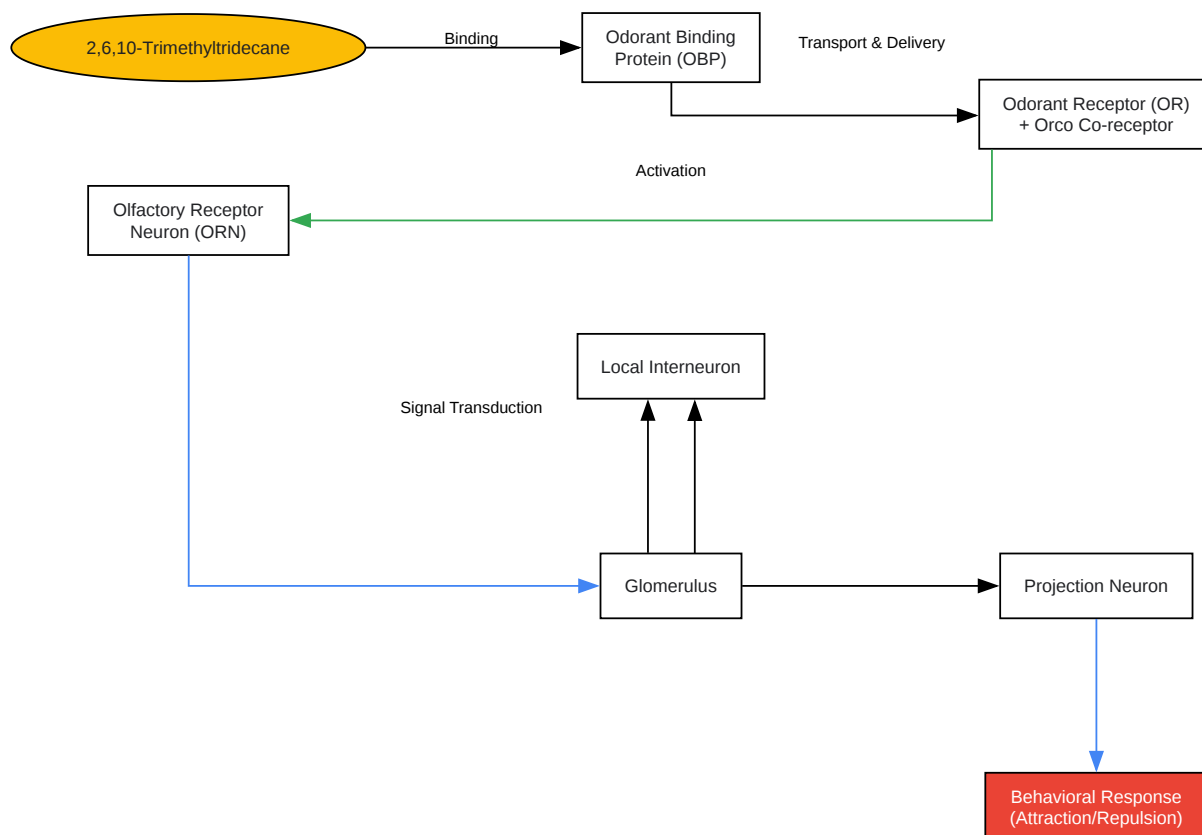 2,6,10-Trimethyltridecane
Binding
Odorant Binding
Protein (OBP)
Transport & Delivery
Odorant Receptor (OR)
+ Orco Co-receptor
Activation
Olfactory Receptor
Neuron (ORN)
Local Interneuron
Signal Transduction
Glomerulus
Projection Neuron
Behavioral Response
(Attraction/Repulsion)